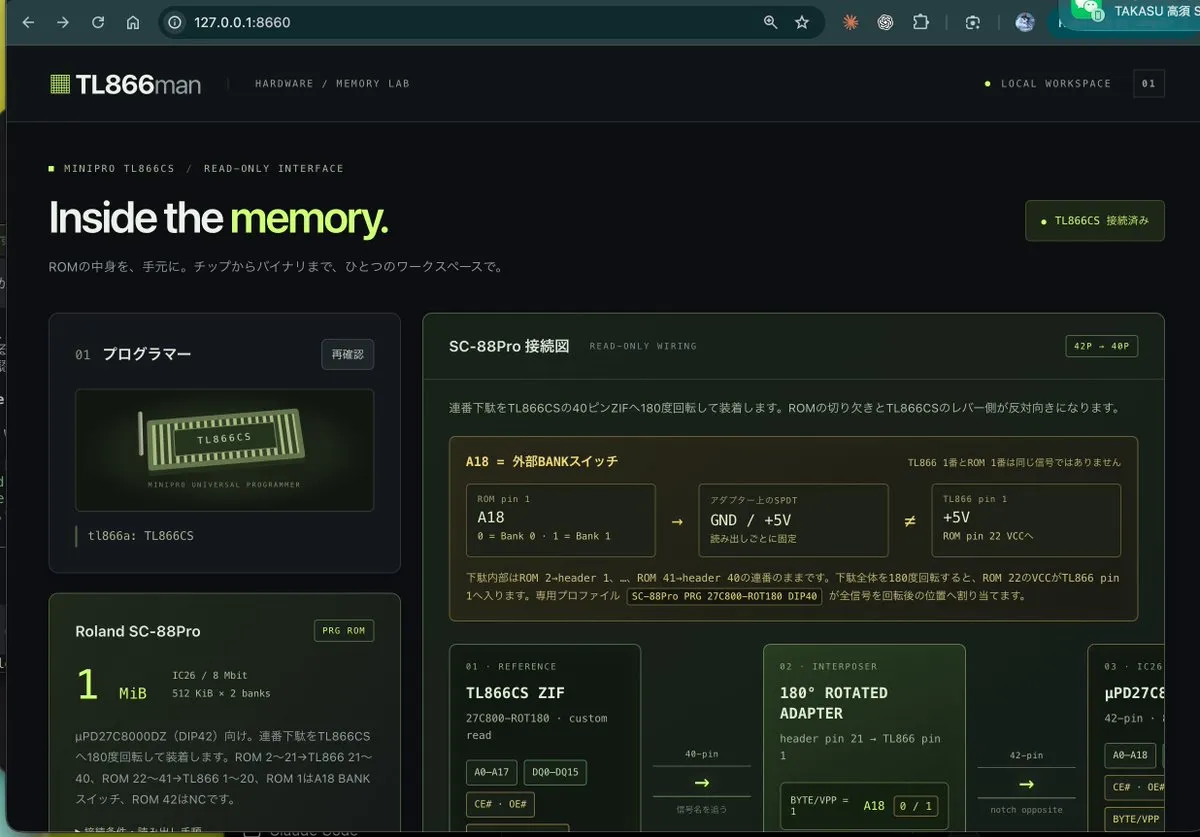 127.0.0.1:8660
TAKASU 高須 S
TL866man
HARDWARE / MEMORY LAB
LOCAL WORKSPACE
01
MINIPRO TL866CS / READ-ONLY INTERFACE
Inside the memory.
TL866CS 接続済み
ROMの中身を、手元に。チップからバイナリまで、ひとつのワークスペースで。
01 プログラマー
再確認
TL866CS
MINIPRO UNIVERSAL PROGRAMMER
tl866a: TL866CS
Roland SC-88Pro
PRG ROM
1 MiB
IC26 / 8 Mbit
512 KiB × 2 banks
μPD27C8000DZ（DIP42）向け。連番下駄をTL866CS
へ180度回転して装着します。ROM 2〜21→TL866 21〜
40、ROM 22〜41→TL866 1〜20、ROM 1はA18 BANK
スイッチ、ROM 42はNCです。
接続条件・読み出し手順
SC-88Pro 接続図
READ-ONLY WIRING
42P → 40P
連番下駄をTL866CSの40ピンZIFへ180度回転して装着します。ROMの切り欠きとTL866CSのレバー側が反対向きになります。
A18 = 外部BANKスイッチ
TL866 1番とROM 1番は同じ信号ではありません
ROM pin 1
A18
0 = Bank 0 · 1 = Bank 1
→
アダプター上のSPDT
GND / +5V
読み出しごとに固定
≠
TL866 pin 1
+5V
ROM pin 22 VCCへ
下駄内部はROM 2→header 1、…、ROM 41→header 40の連番のままです。下駄全体を180度回転すると、ROM 22のVCCがTL866 pin
1へ入ります。専用プロファイル SC-88Pro PRG 27C800-ROT180 DIP40 が全信号を回転後の位置へ割り当てます。
01 · REFERENCE
TL866CS ZIF
27C800-ROT180 · custom
read
A0–A17
DQ0–DQ15
CE# · OE#
40-pin
→
信号名を追う
02 · INTERPOSER
180° ROTATED
ADAPTER
header pin 21 → TL866 pin
1
BYTE/VPP =
1
A18
0 / 1
42-pin
→
notch opposite
03 · IC26
μPD27C8
42-pin ·
A0–A18
CE# · OE#
BYTE/VPP
Claude Code